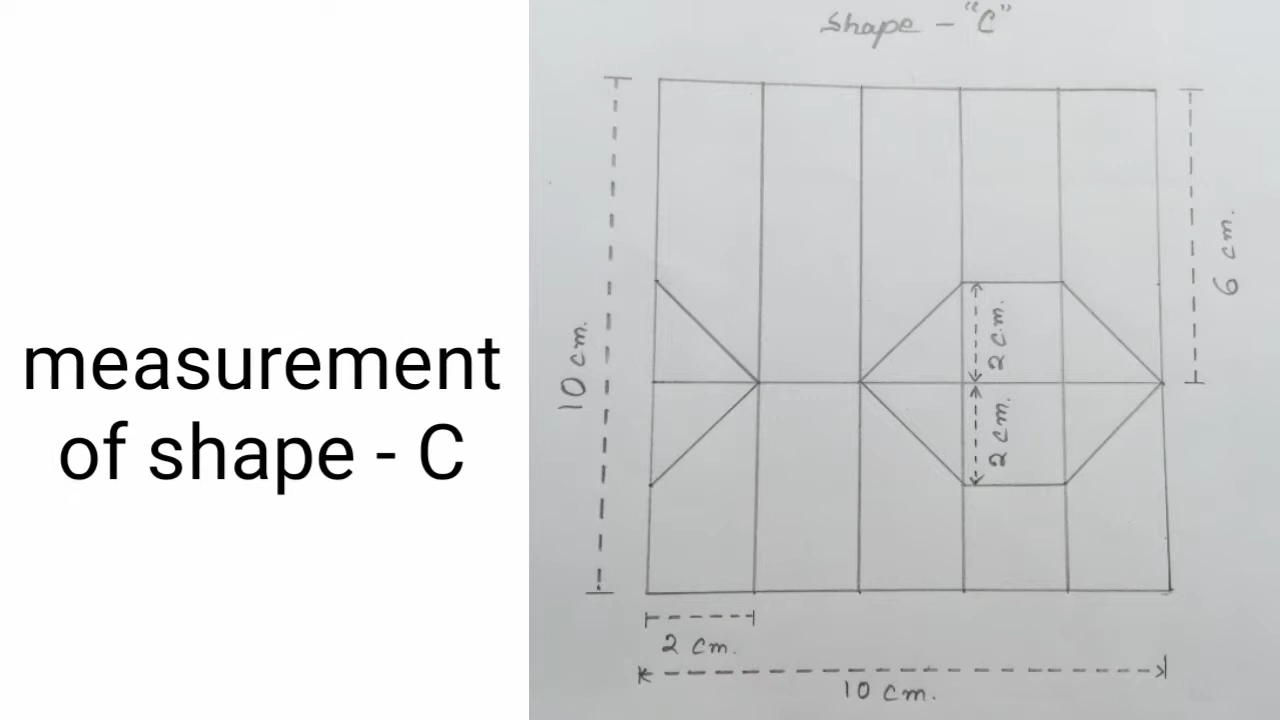 measurement
of shape - C
Shape - "C"
10 cm.
6 cm.
2 cm.
2 cm.
2 cm.
10 cm.